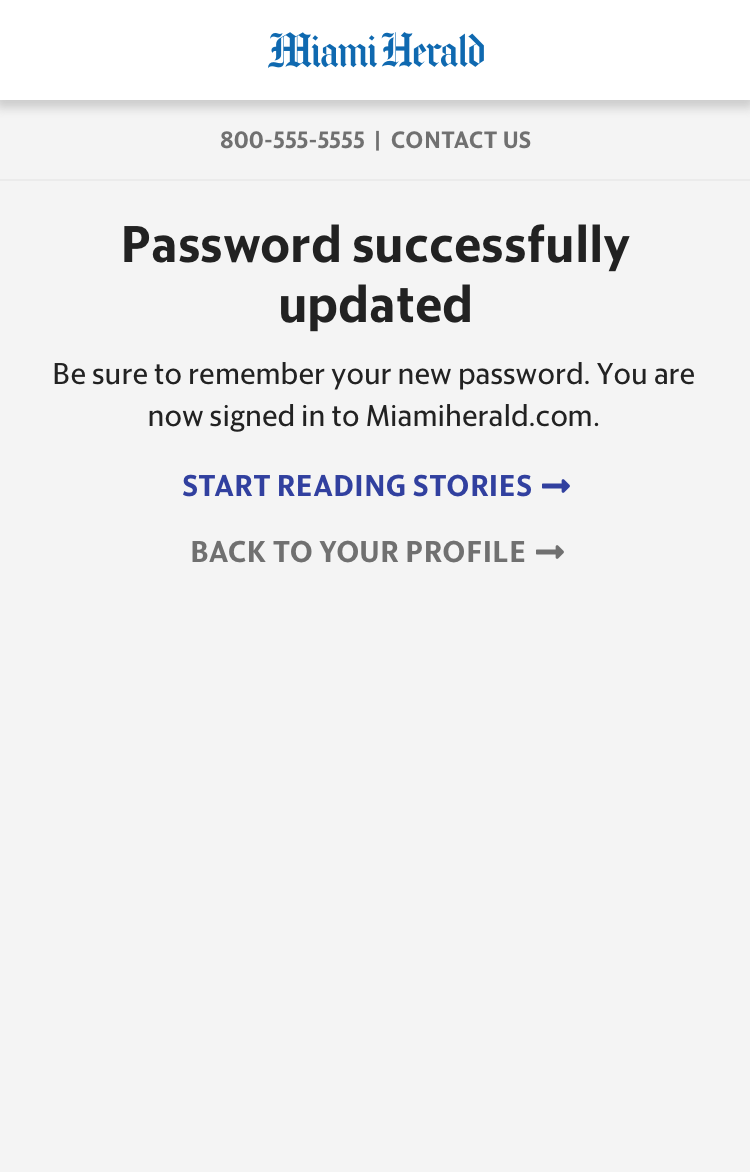 Miami Herald
800-555-5555 | CONTACT US
Password successfully
updated
Be sure to remember your new password. You are
now signed in to Miamiherald.com.
START READING STORIES
BACK TO YOUR PROFILE